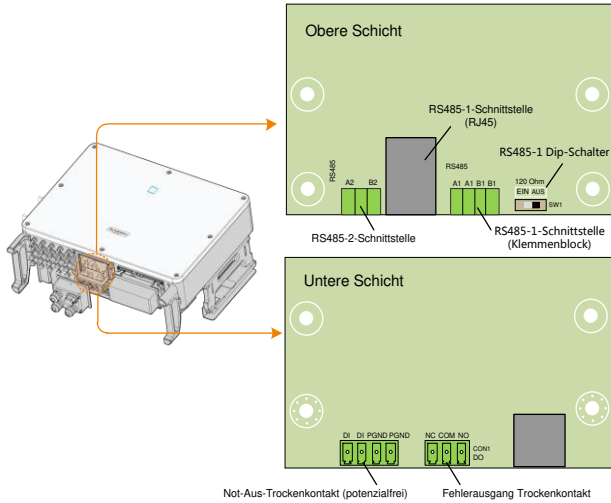 Obere Schicht
RS485-1-Schnittstelle
(RJ45)
RS485
A2 B2
RS485
A1 A1 B1 B1
RS485-1 Dip-Schalter
120 Ohm
EIN AUS
SW1
RS485-2-Schnittstelle
RS485-1-Schnittstelle
(Klemmenblock)
Untere Schicht
DI DI PGND PGND
NC COM NO
CON1
DO
Not-Aus-Trockenkontakt (potenzialfrei)
Fehlerausgang Trockenkontakt